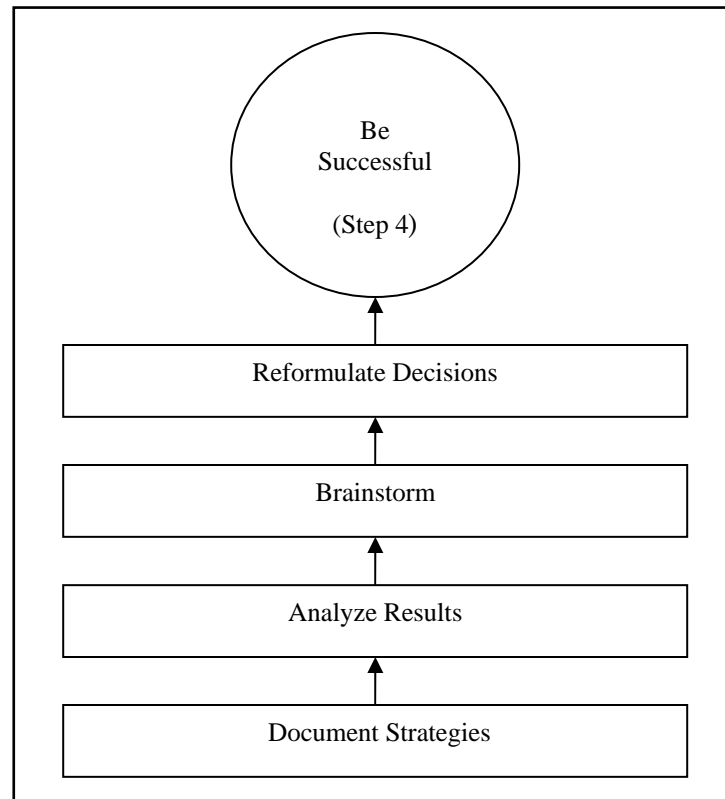 Be
Successful
(Step 4)
Reformulate Decisions
Brainstorm
Analyze Results
Document Strategies